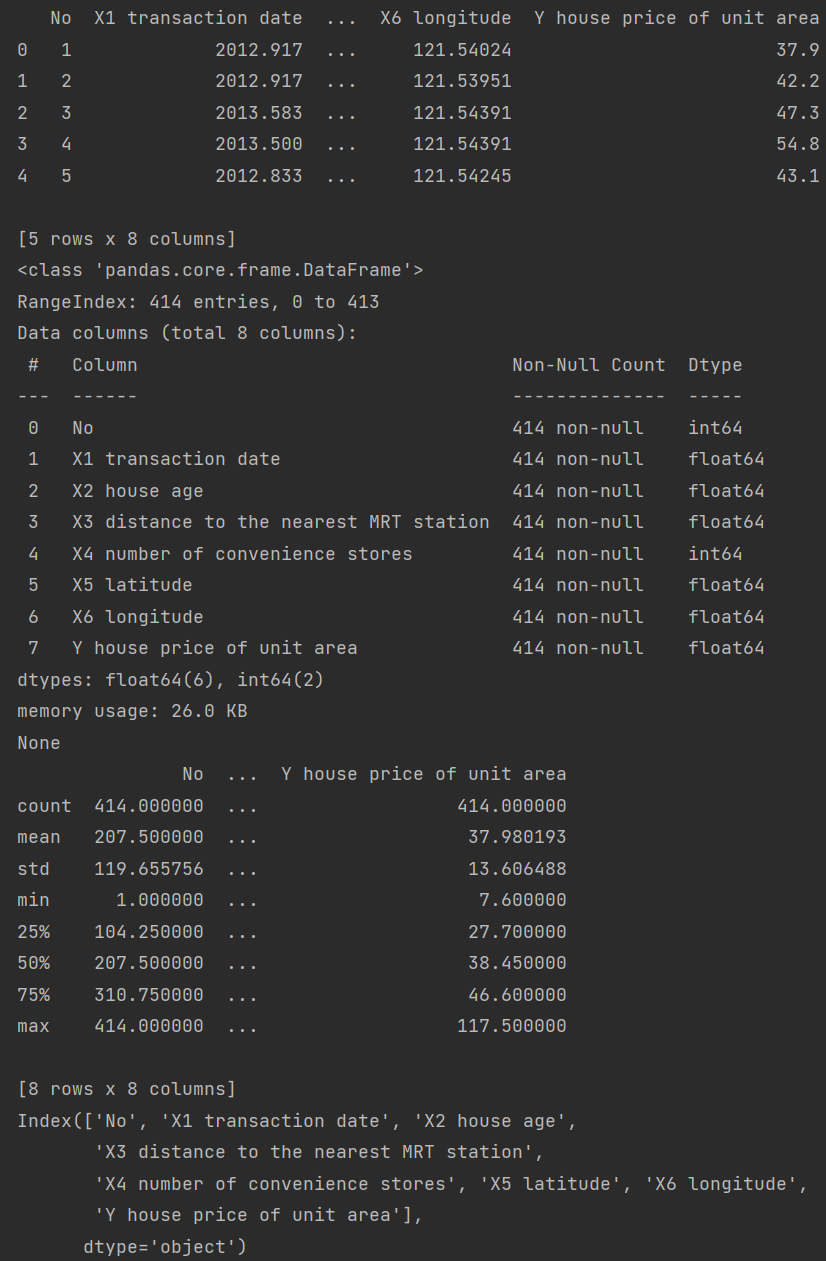 No  X1 transaction date  ...  X6 longitude  Y house price of unit area
0   1             2012.917  ...     121.54024                        37.9
1   2             2012.917  ...     121.53951                        42.2
2   3             2013.583  ...     121.54391                        47.3
3   4             2013.500  ...     121.54391                        54.8
4   5             2012.833  ...     121.54245                        43.1

[5 rows x 8 columns]
<class 'pandas.core.frame.DataFrame'>
RangeIndex: 414 entries, 0 to 413
Data columns (total 8 columns):
 #   Column                                  Non-Null Count  Dtype
---  ------                                  --------------  -----
 0   No                                      414 non-null    int64
 1   X1 transaction date                     414 non-null    float64
 2   X2 house age                            414 non-null    float64
 3   X3 distance to the nearest MRT station  414 non-null    float64
 4   X4 number of convenience stores         414 non-null    int64
 5   X5 latitude                             414 non-null    float64
 6   X6 longitude                            414 non-null    float64
 7   Y house price of unit area              414 non-null    float64
dtypes: float64(6), int64(2)
memory usage: 26.0 KB
None
               No  ...  Y house price of unit area
count  414.000000  ...                  414.000000
mean   207.500000  ...                   37.980193
std    119.655756  ...                   13.606488
min      1.000000  ...                    7.600000
25%    104.250000  ...                   27.700000
50%    207.500000  ...                   38.450000
75%    310.750000  ...                   46.600000
max    414.000000  ...                  117.500000

[8 rows x 8 columns]
Index(['No', 'X1 transaction date', 'X2 house age',
       'X3 distance to the nearest MRT station',
       'X4 number of convenience stores', 'X5 latitude', 'X6 longitude',
       'Y house price of unit area'],
      dtype='object')